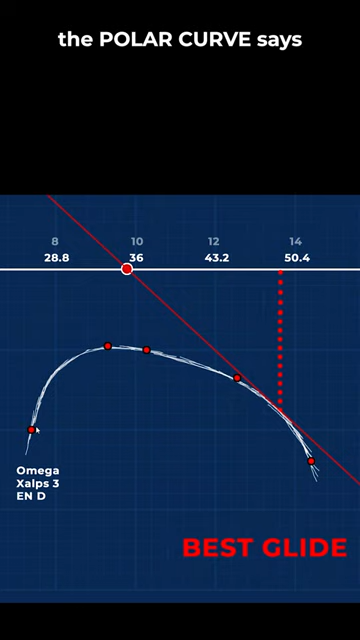 the POLAR CURVE says
8 10 12 14
28.8 36 43.2 50.4
Omega
Xalps 3
EN D
BEST GLIDE